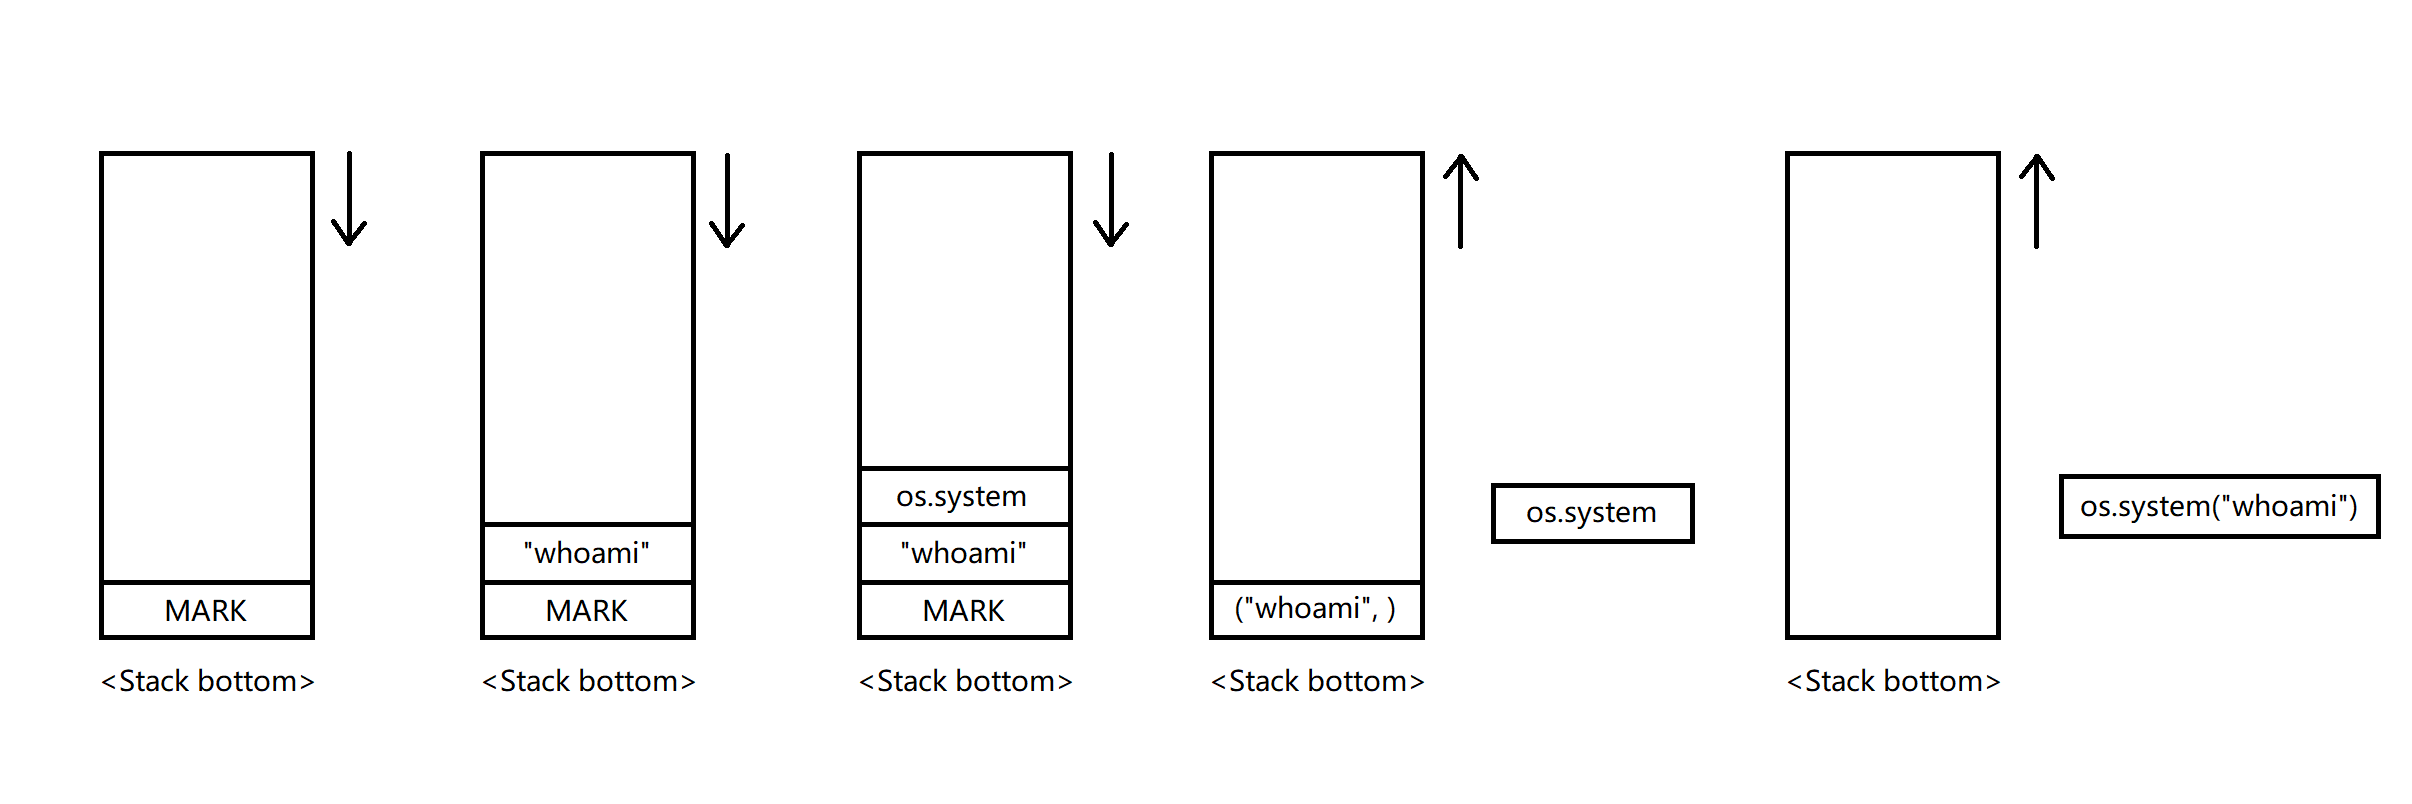 MARK
<Stack bottom>
"whoami"
MARK
<Stack bottom>
os.system
"whoami"
MARK
<Stack bottom>
("whoami", )
<Stack bottom>
os.system
<Stack bottom>
os.system("whoami")